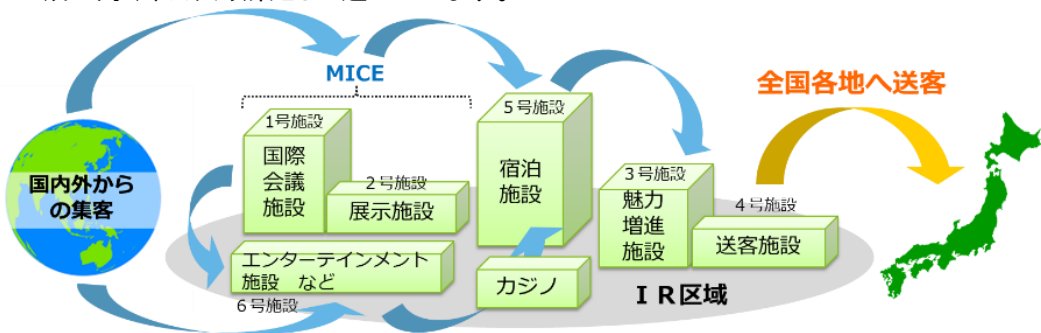 MICE
全国各地へ送客
1号施設
国際
会議
施設
2号施設
展示施設
5号施設
宿泊
施設
3号施設
魅力
増進
施設
4号施設
送客施設
国内外から
の集客
エンターテインメント
施設 など
6号施設
カジノ
IR区域